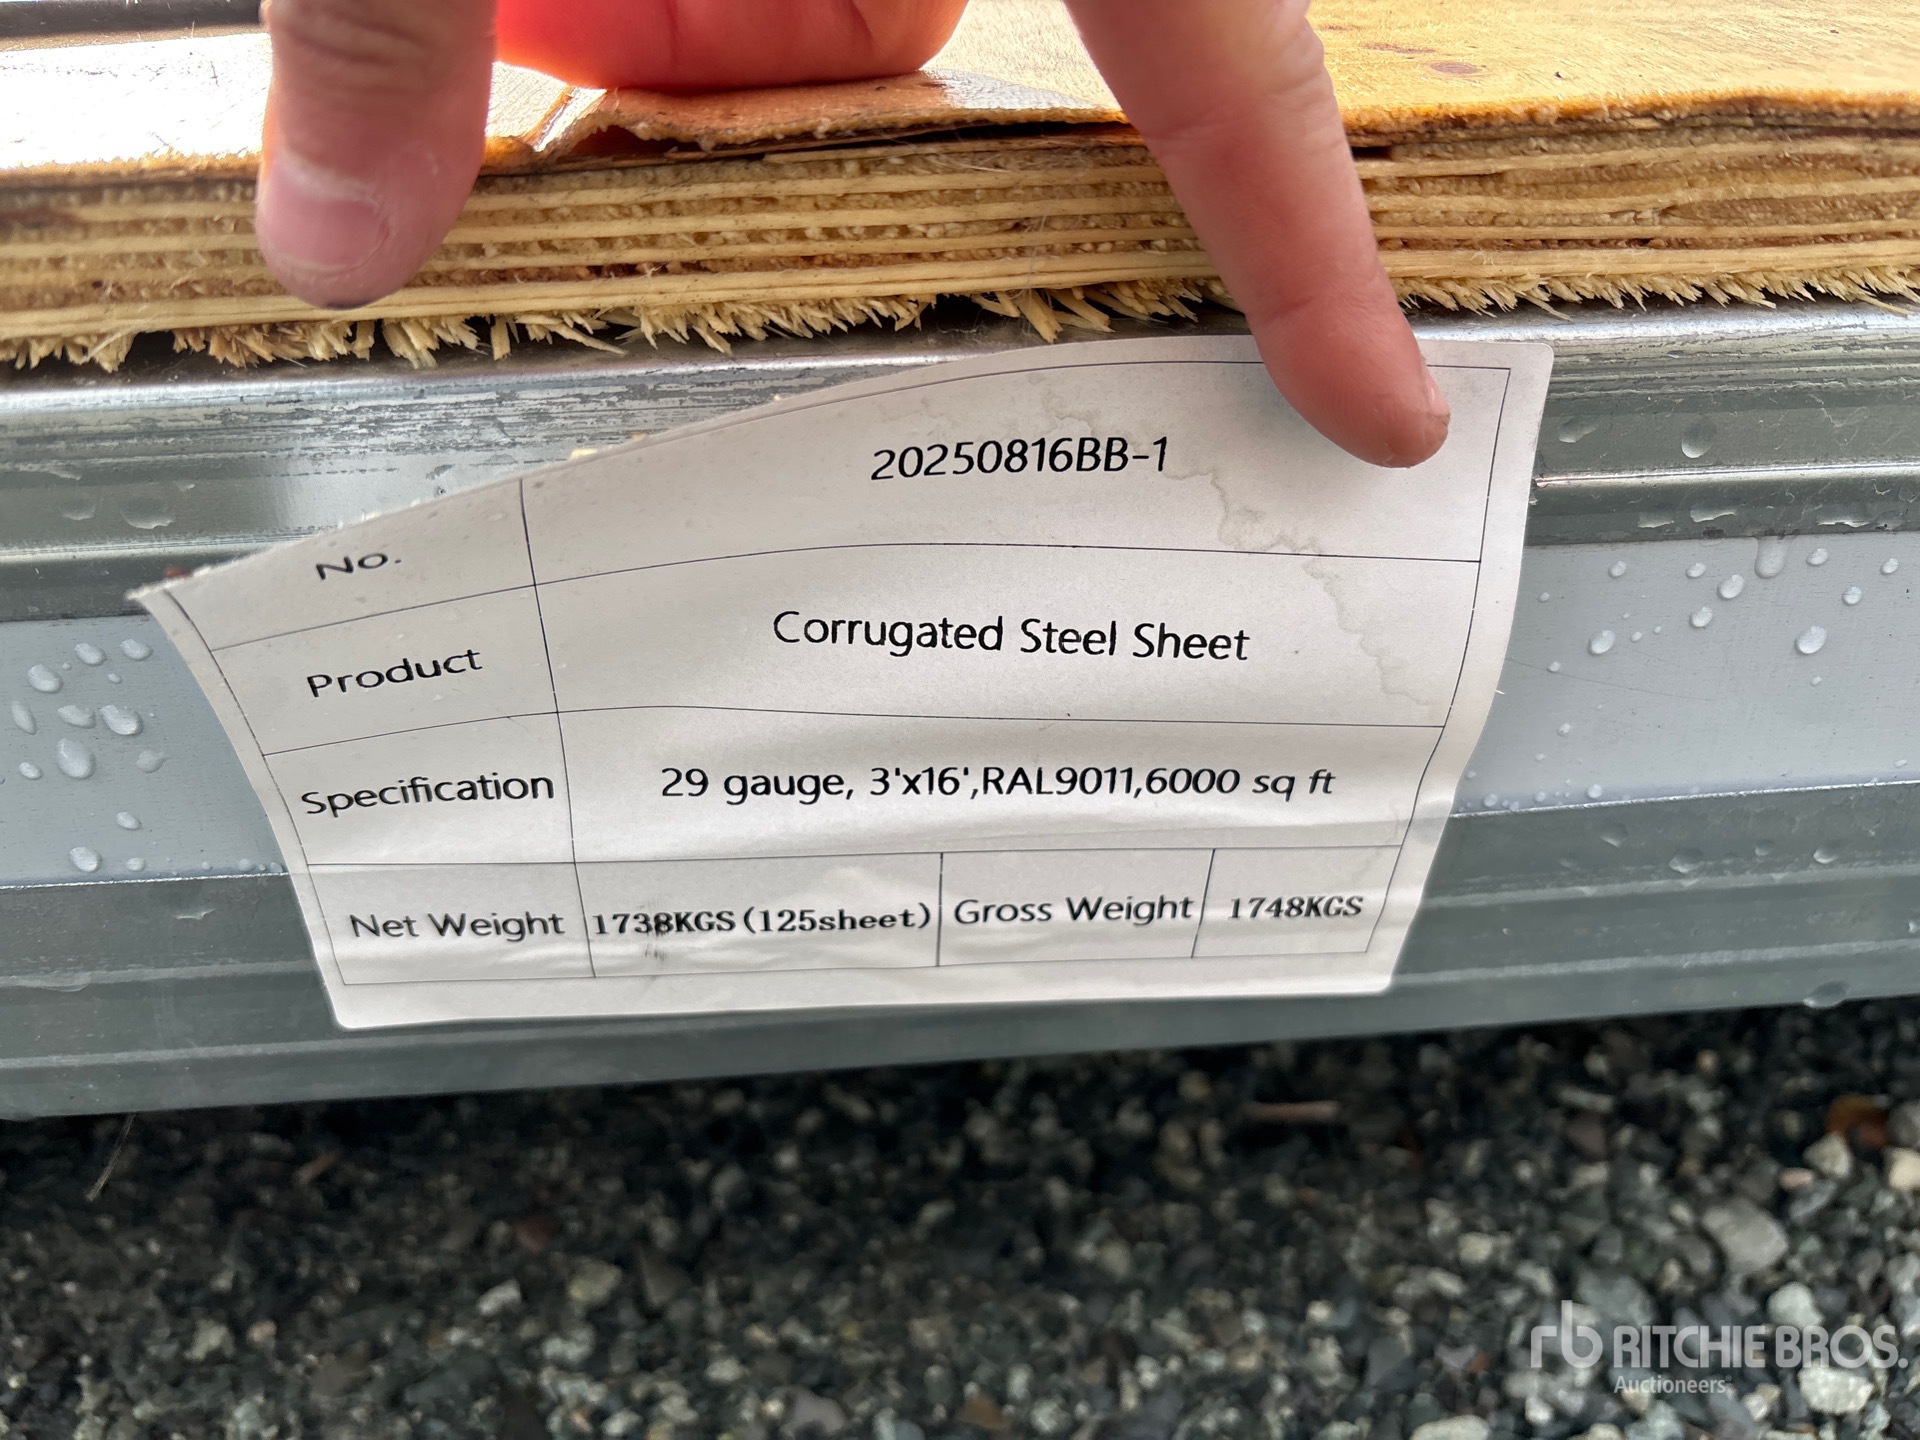 No. 20250816BB-1
Product Corrugated Steel Sheet
Specification 29 gauge, 3'x16',RAL9011,6000 sq ft
Net Weight 1738KGS(125sheet) Gross Weight 1748KGS
rb RITCHIE BROS.
Auctioneers